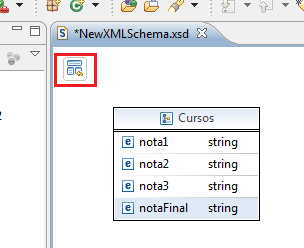 *NewXMLSchema.xsd
Cursos
e nota1 string
e nota2 string
e nota3 string
e notaFinal string